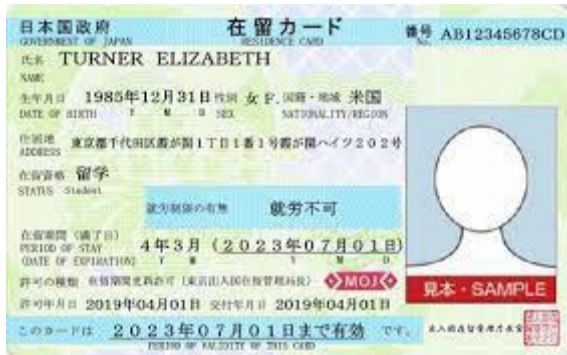 日本国政府 在留カード 番号 AB12345678CD
GOVERNMENT OF JAPAN RESIDENCE CARD No.
氏名 TURNER ELIZABETH
NAME
生年月日 1985年12月31日 性別 女 F. 国籍・地域 米国
DATE OF BIRTH Y M D SEX NATIONALITY/REGION
住居地 東京都千代田区霞が関1丁目1番1号霞が関ハイツ202号
ADDRESS
在留資格 留学
STATUS Student
就労制限の有無 就労不可
在留期間(満了日) 4年3月(2023年07月01日)
PERIOD OF STAY
(DATE OF EXPIRATION) Y M Y M D
許可の種類 在留期間更新許可(東京出入国在留管理局長) MOJ
見本・SAMPLE
許可年月日 2019年04月01日 交付年月日 2019年04月01日
このカードは 2023年07月01日まで有効 です。
PERIOD OF VALIDITY OF THIS CARD
出入国在留管理庁長官